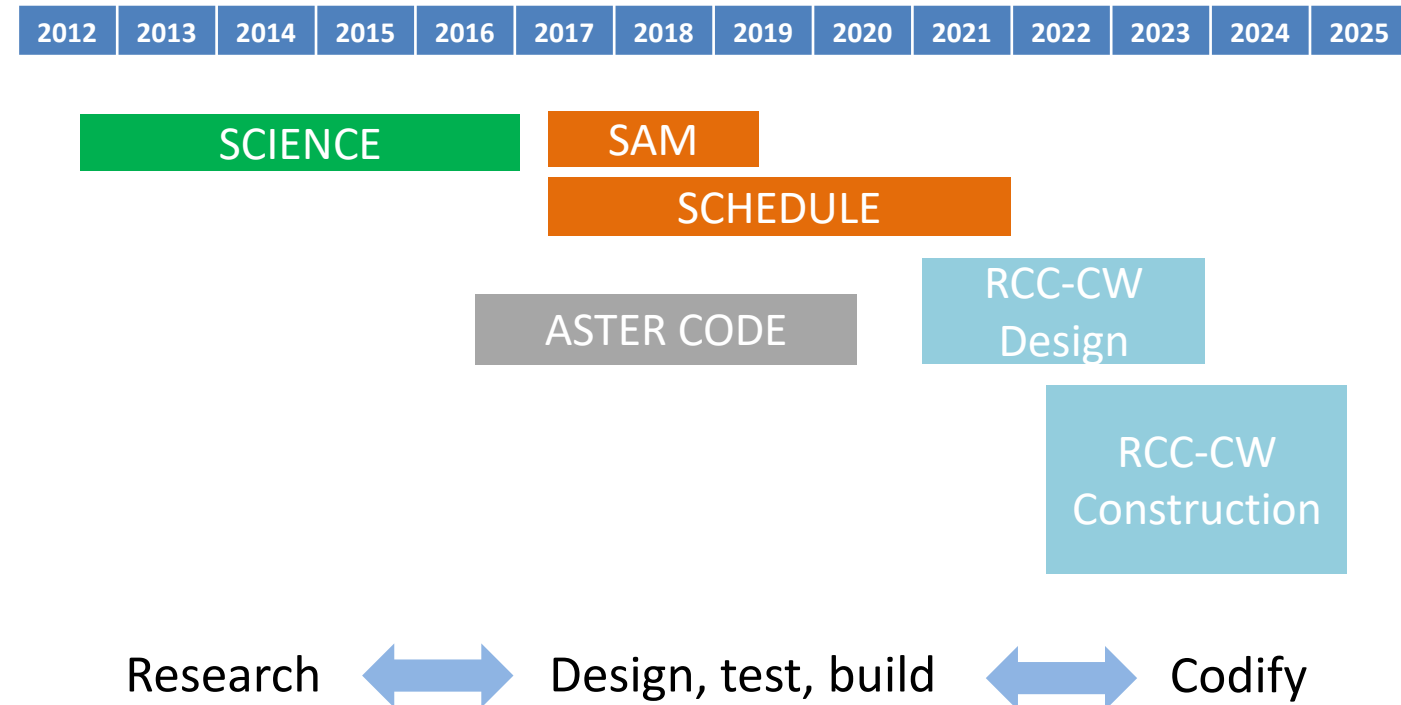 2012 2013 2014 2015 2016 2017 2018 2019 2020 2021 2022 2023 2024 2025
SCIENCE
SAM
SCHEDULE
ASTER CODE
RCC-CW
Design
RCC-CW
Construction
Research
Design, test, build
Codify